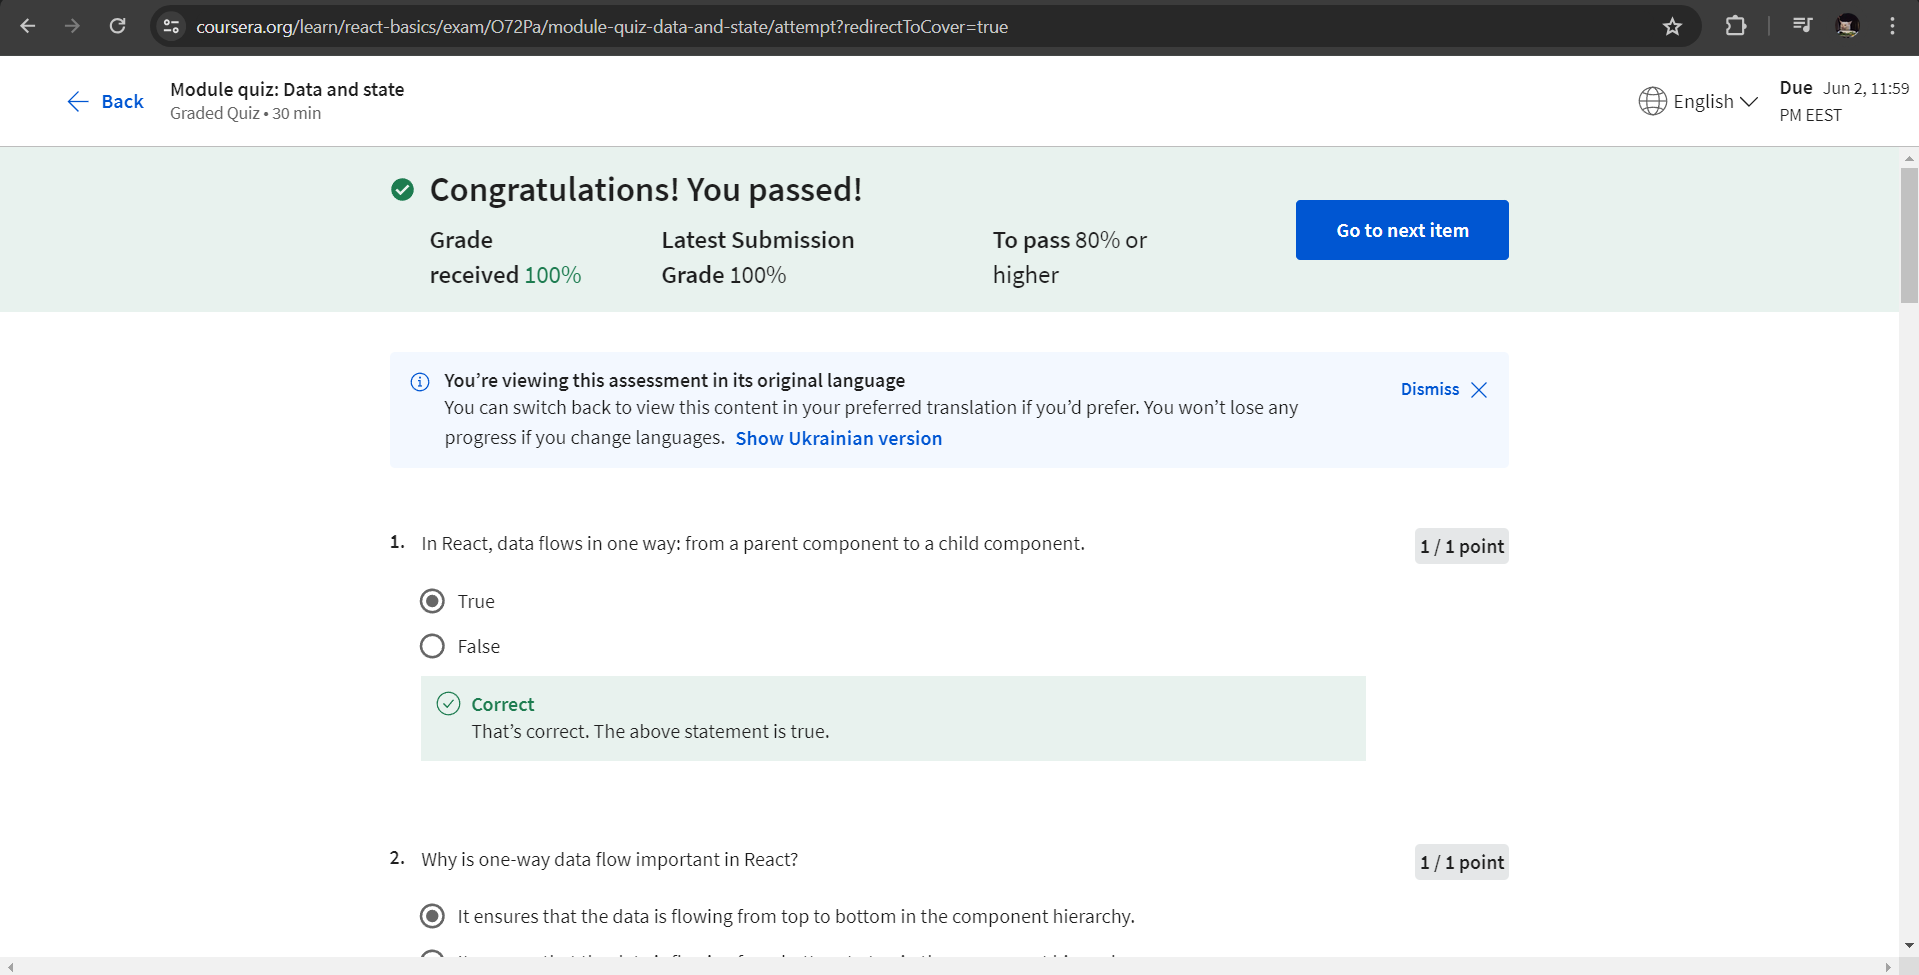 coursera.org/learn/react-basics/exam/O72Pa/module-quiz-data-and-state/attempt?redirectToCover=true
Back
Module quiz: Data and state
Graded Quiz • 30 min
English
Due Jun 2, 11:59
PM EEST
Congratulations! You passed!
Grade
received 100%
Latest Submission
Grade 100%
To pass 80% or
higher
Go to next item
You’re viewing this assessment in its original language
You can switch back to view this content in your preferred translation if you’d prefer. You won’t lose any
progress if you change languages. Show Ukrainian version
Dismiss
1. In React, data flows in one way: from a parent component to a child component.
1 / 1 point
True
False
Correct
That’s correct. The above statement is true.
2. Why is one-way data flow important in React?
1 / 1 point
It ensures that the data is flowing from top to bottom in the component hierarchy.